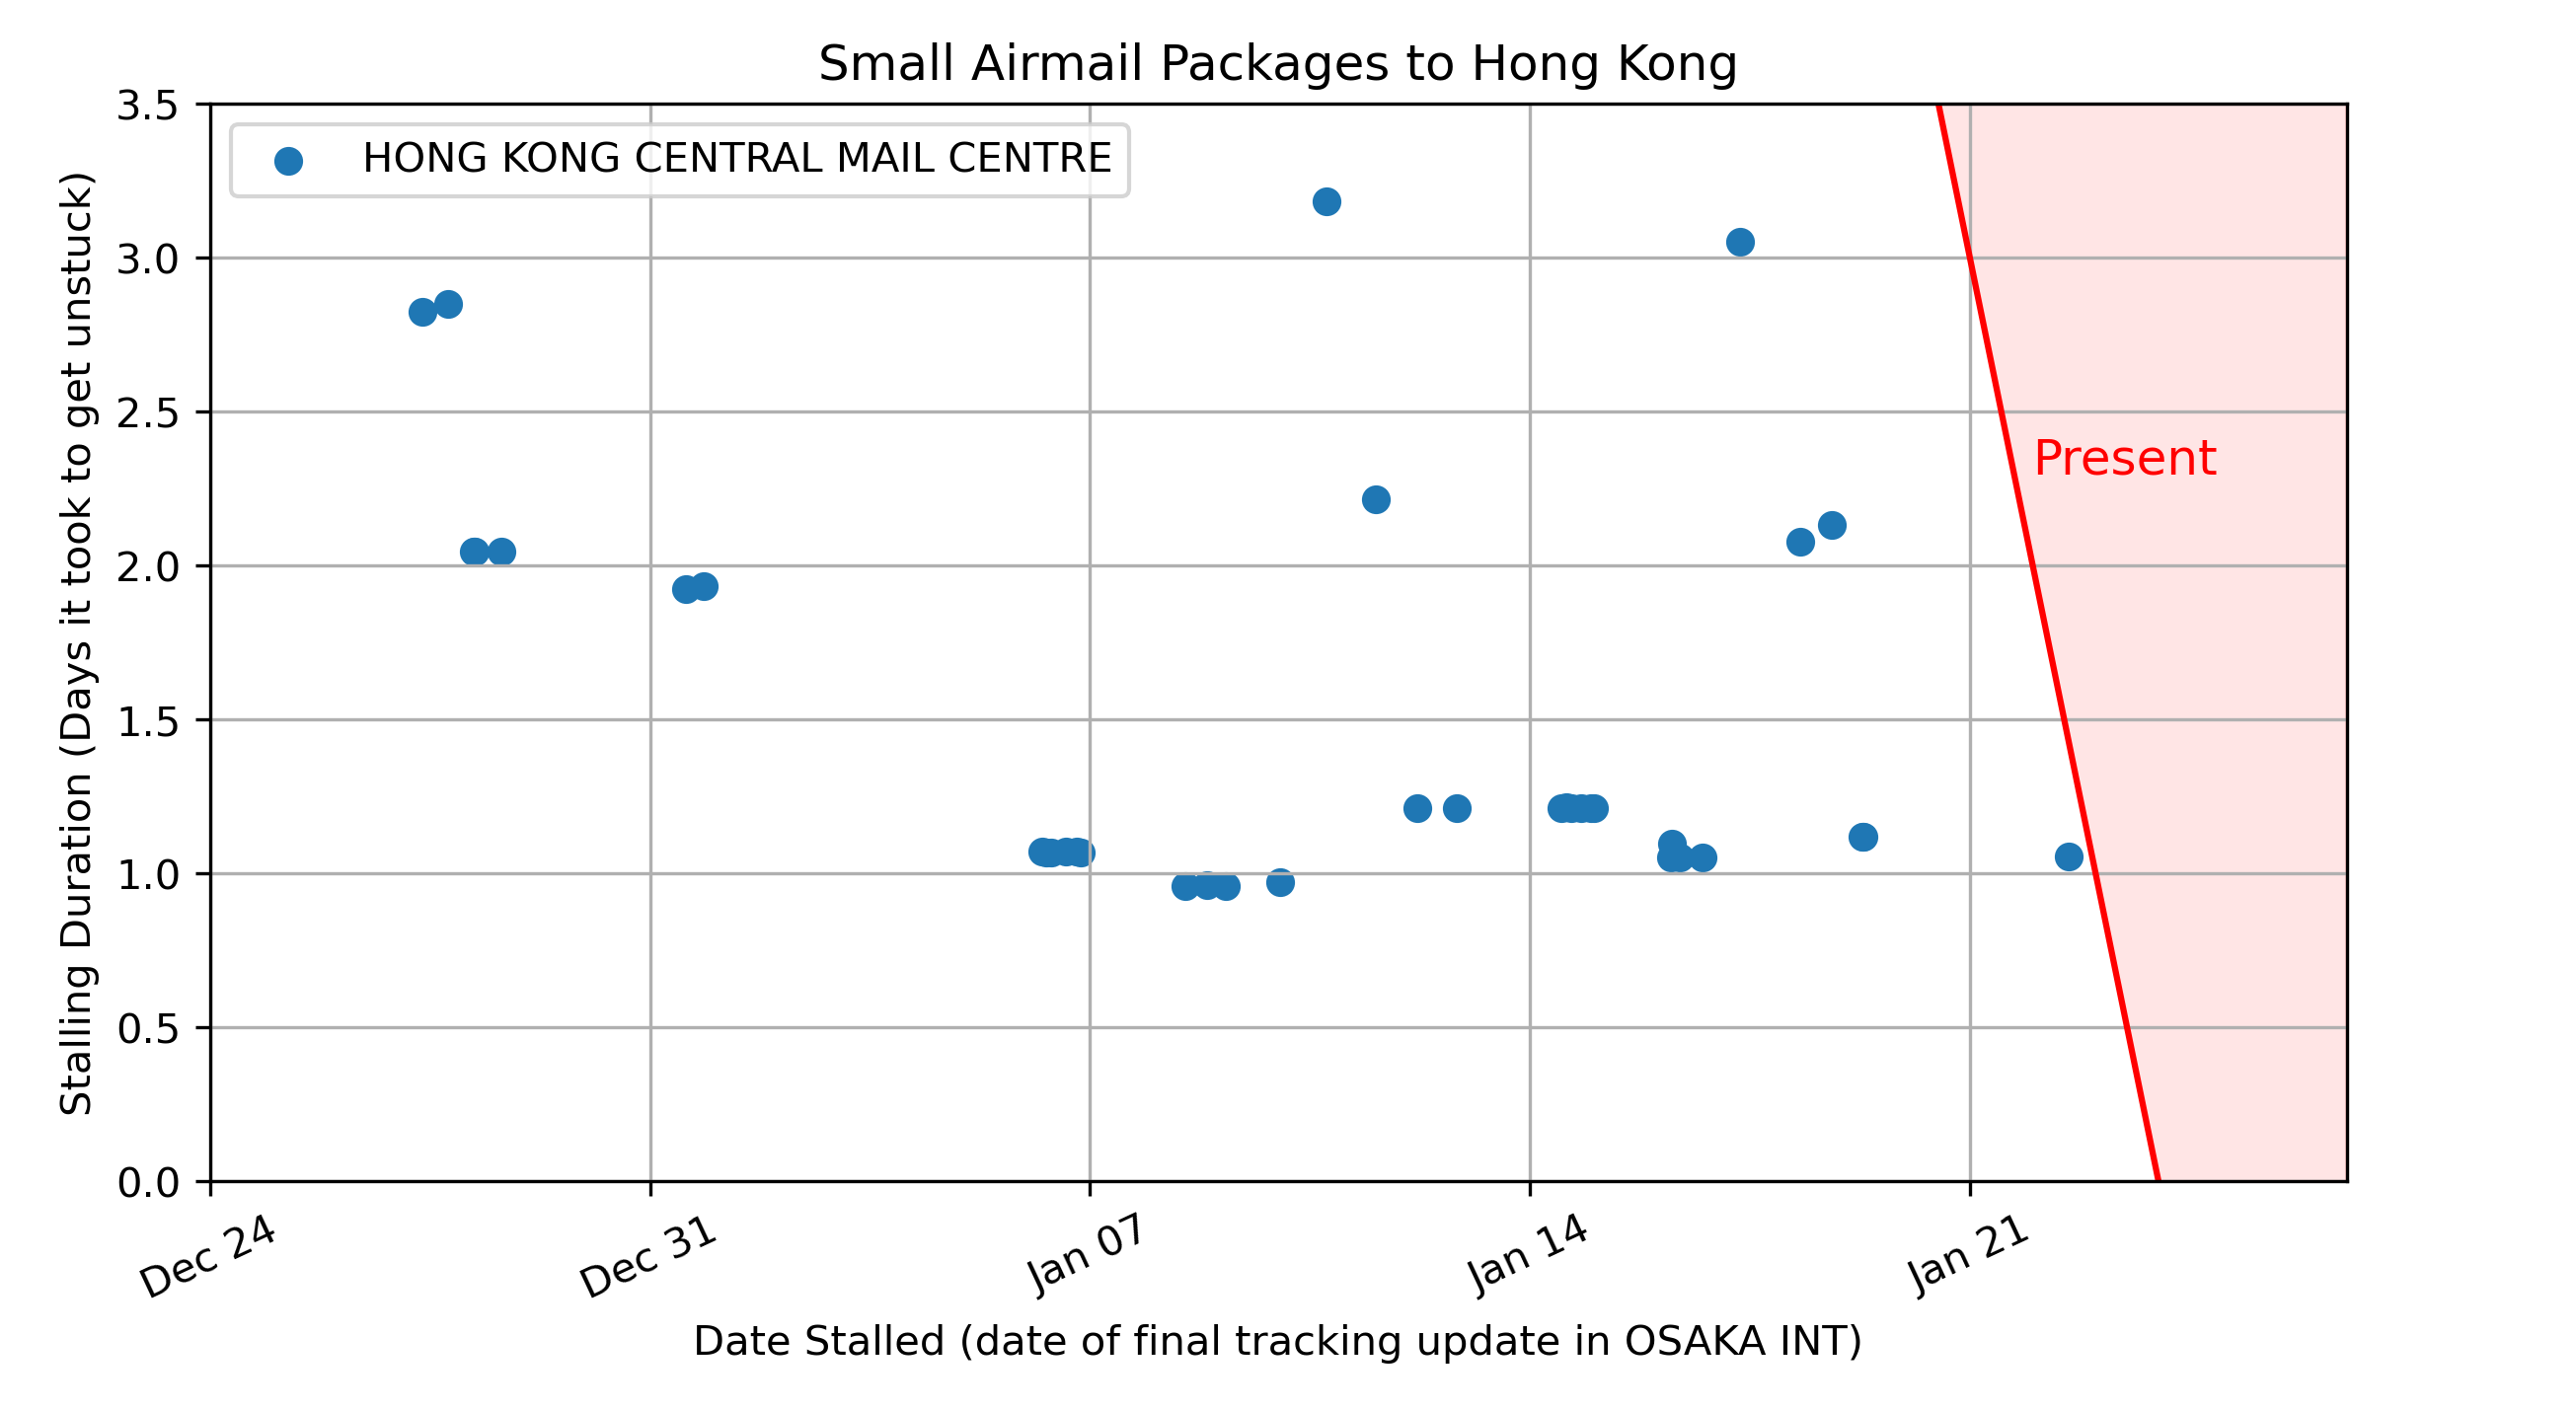 Small Airmail Packages to Hong Kong
HONG KONG CENTRAL MAIL CENTRE
Present
Stalling Duration (Days it took to get unstuck)
3.5
3.0
2.5
2.0
1.5
1.0
0.5
0.0
Dec 24
Dec 31
Jan 07
Jan 14
Jan 21
Date Stalled (date of final tracking update in OSAKA INT)